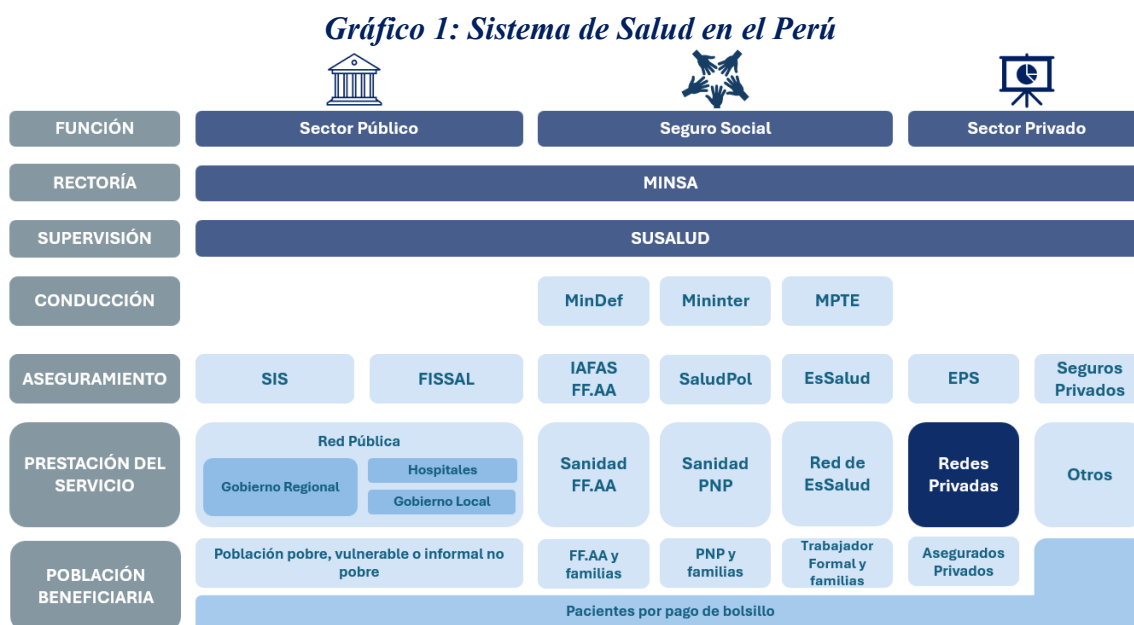 Gráfico 1: Sistema de Salud en el Perú
FUNCIÓN
Sector Público
Seguro Social
Sector Privado
RECTORÍA
MINSA
SUPERVISIÓN
SUSALUD
CONDUCCIÓN
MinDef
Mininter
MPTE
ASEGURAMIENTO
SIS
FISSAL
IAFAS
FF.AA
SaludPol
EsSalud
EPS
Seguros
Privados
PRESTACIÓN DEL
SERVICIO
Red Pública
Gobierno Regional
Hospitales
Gobierno Local
Sanidad
FF.AA
Sanidad
PNP
Red de
EsSalud
Redes
Privadas
Otros
POBLACIÓN
BENEFICIARIA
Población pobre, vulnerable o informal no
pobre
FF.AA y
familias
PNP y
familias
Trabajador
Formal y
familias
Asegurados
Privados
Pacientes por pago de bolsillo